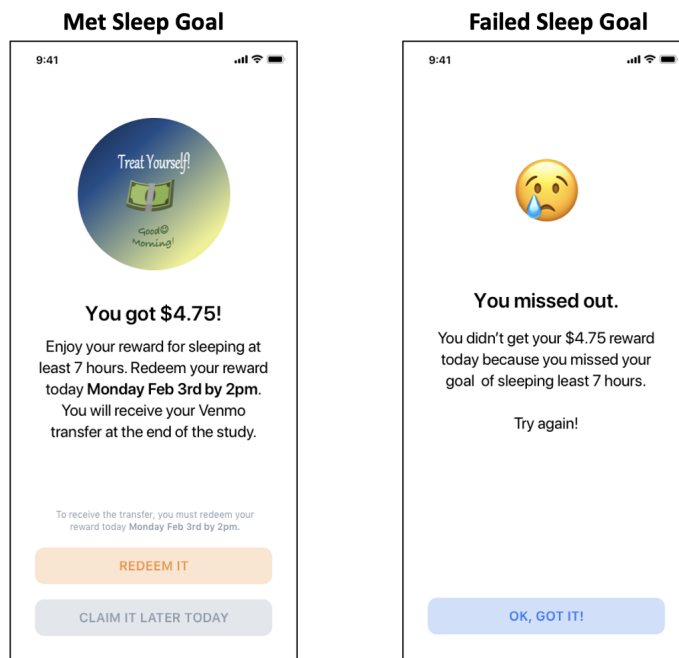 Met Sleep Goal
9:41
Treat Yourself!
Good
Morning!
You got $4.75!
Enjoy your reward for sleeping at
least 7 hours. Redeem your reward
today Monday Feb 3rd by 2pm.
You will receive your Venmo
transfer at the end of the study.
To receive the transfer, you must redeem your
reward today Monday Feb 3rd by 2pm.
REDEEM IT
CLAIM IT LATER TODAY
Failed Sleep Goal
9:41
You missed out.
You didn’t get your $4.75 reward
today because you missed your
goal of sleeping least 7 hours.
Try again!
OK, GOT IT!